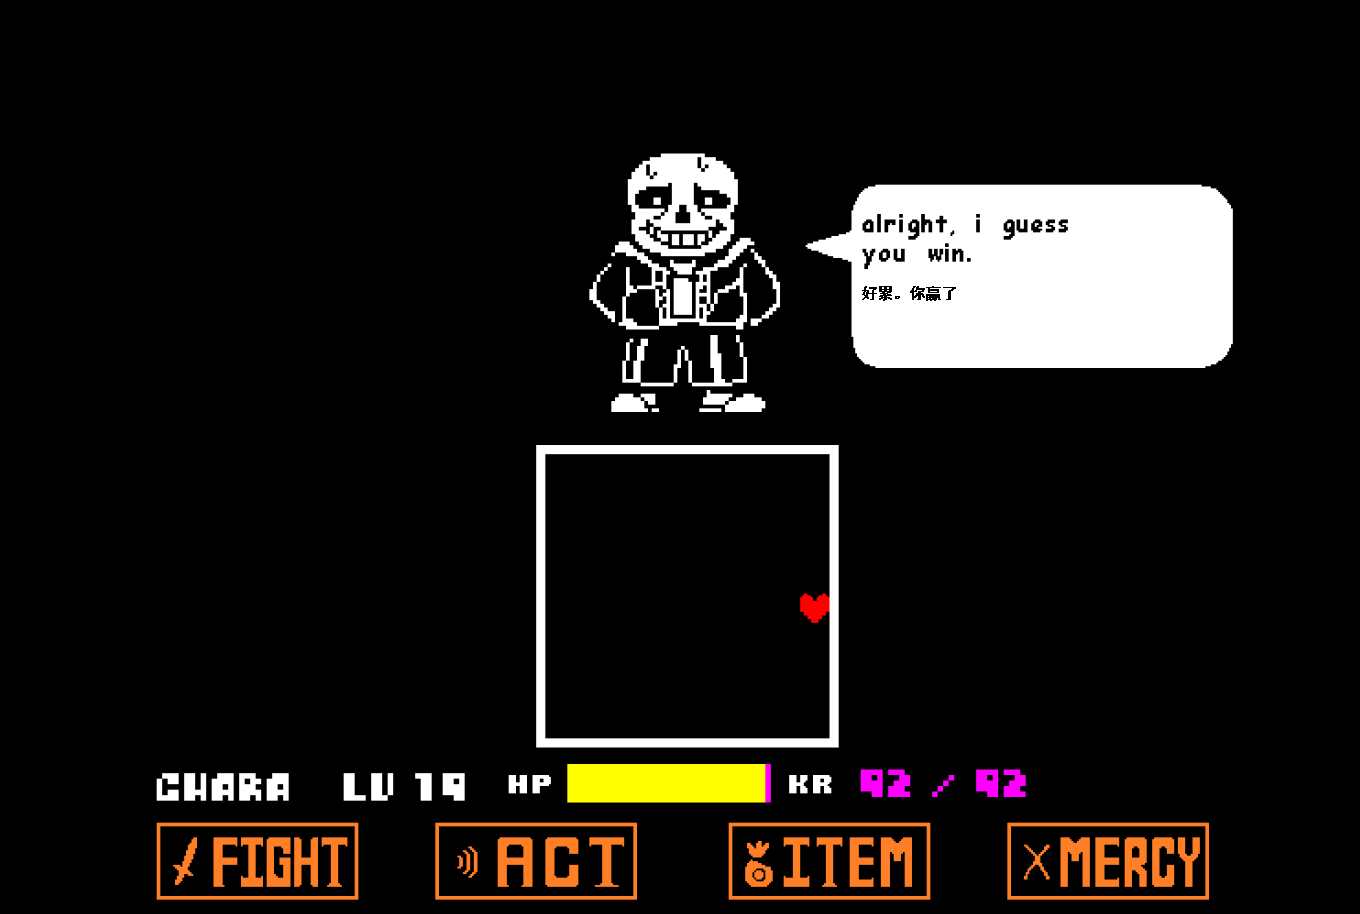 alright, i guess
you win.
好累。你赢了
CHARA LV 19 HP KR 92 / 92
FIGHT ACT ITEM MERCY